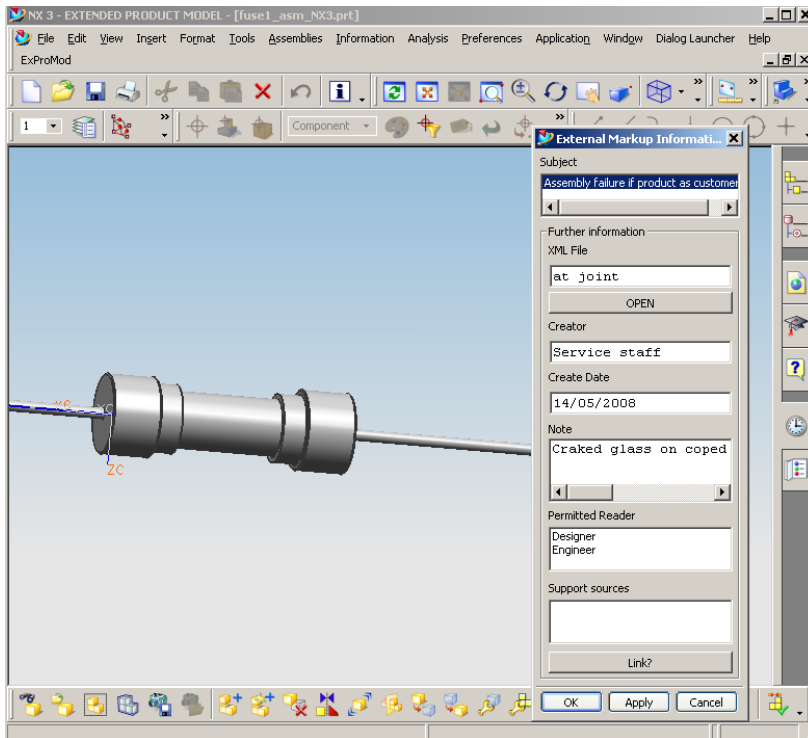 NX 3 - EXTENDED PRODUCT MODEL - [fuse1_asm_NX3.prt]
File Edit View Insert Format Tools Assemblies Information Analysis Preferences Application Window Dialog Launcher Help
ExProMod
1
Component
External Markup Informati...
Subject
Assembly failure if product as customer
Further information
XML File
at joint
OPEN
Creator
Service staff
Create Date
14/05/2008
Note
Craked glass on coped
Permitted Reader
Designer
Engineer
Support sources
Link?
ZC
OK Apply Cancel